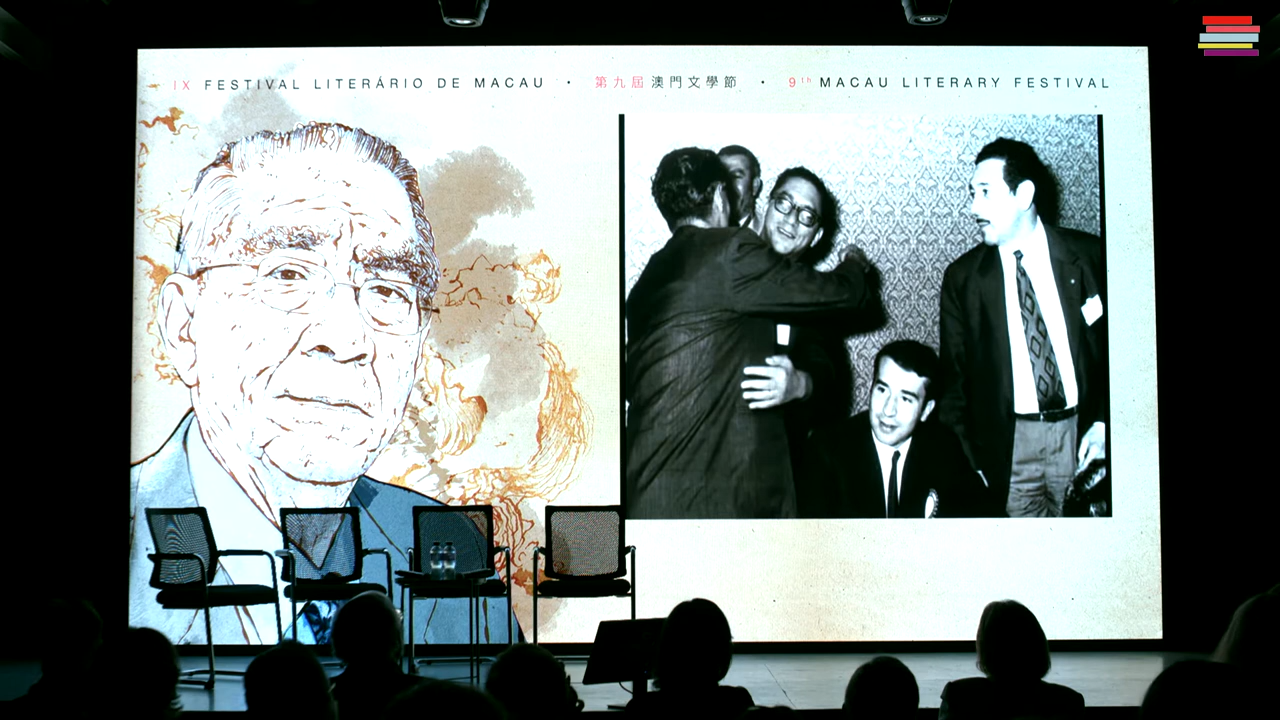 IX FESTIVAL LITERÁRIO DE MACAU • 第九屆澳門文學節 • 9th MACAU LITERARY FESTIVAL